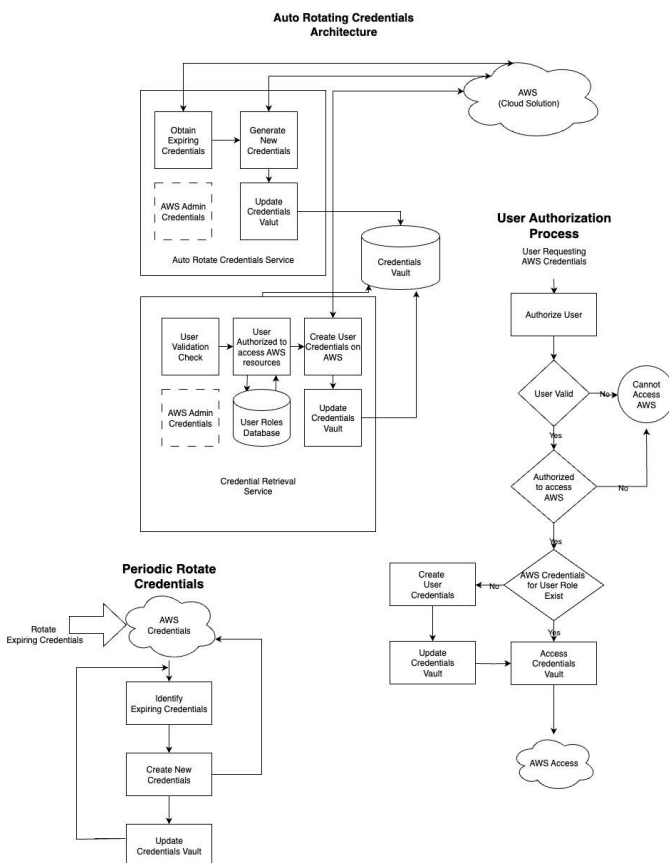 Auto Rotating Credentials
Architecture
AWS
(Cloud Solution)
Obtain
Expiring
Credentials
Generate
New
Credentials
AWS Admin
Credentials
Update
Credentials
Valut
Auto Rotate Credentials Service
Credentials
Vault
User
Validation
Check
User
Authorized to
access AWS
resources
Create User
Credentials on
AWS
AWS Admin
Credentials
User Roles
Database
Update
Credentials
Vault
Credential Retrieval
Service
User Authorization
Process
User Requesting
AWS Credentials
Authorize User
User Valid
No
Cannot
Access
AWS
Yes
Authorized
to access
AWS
No
Yes
AWS Credentials
for User Role
Exist
No
Create
User
Credentials
Yes
Update
Credentials
Vault
Access
Credentials
Vault
AWS Access
Periodic Rotate
Credentials
Rotate
Expiring Credentials
AWS
Credentials
Identify
Expiring Credentials
Create New
Credentials
Update
Credentials Vault